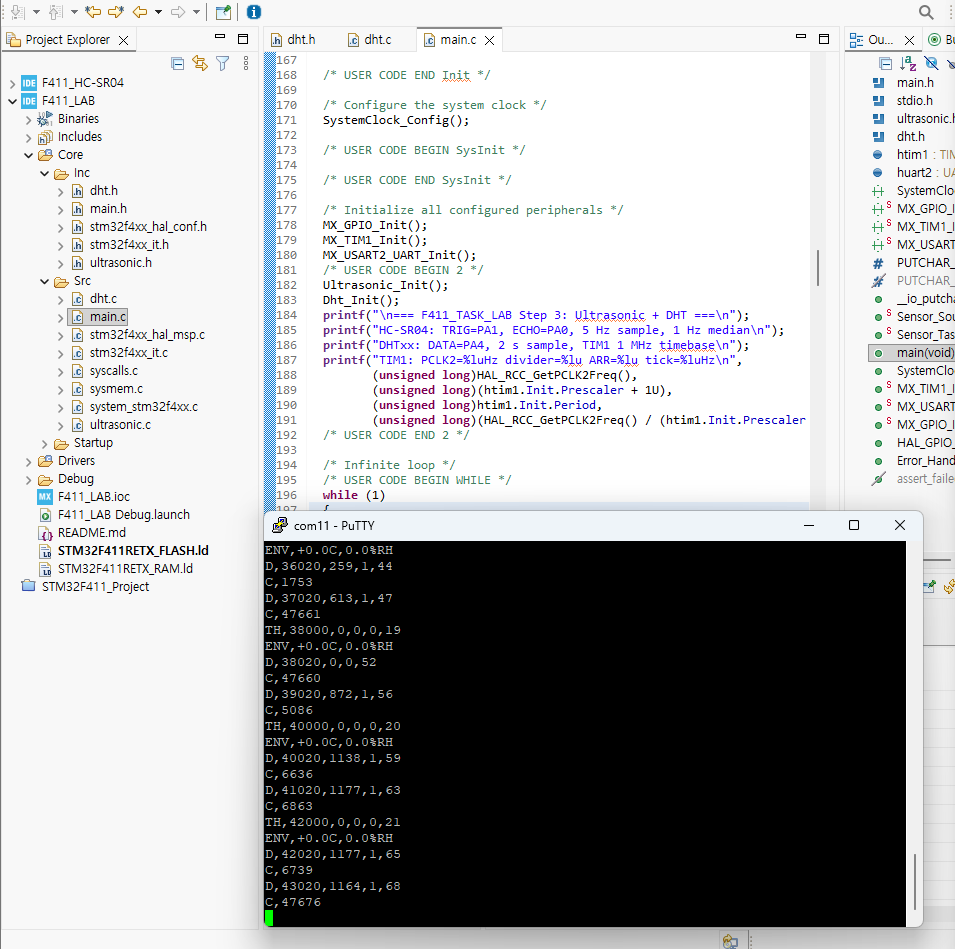 Project Explorer
F411_HC-SR04
F411_LAB
Binaries
Includes
Core
Inc
dht.h
main.h
stm32f4xx_hal_conf.h
stm32f4xx_it.h
ultrasonic.h
Src
dht.c
main.c
stm32f4xx_hal_msp.c
stm32f4xx_it.c
syscalls.c
sysmem.c
system_stm32f4xx.c
ultrasonic.c
Startup
Drivers
Debug
F411_LAB.ioc
F411_LAB Debug.launch
README.md
STM32F411RETX_FLASH.ld
STM32F411RETX_RAM.ld
STM32F411_Project
dht.h dht.c main.c
167
168 /* USER CODE END Init */
169
170 /* Configure the system clock */
171 SystemClock_Config();
172
173 /* USER CODE BEGIN SysInit */
174
175 /* USER CODE END SysInit */
176
177 /* Initialize all configured peripherals */
178 MX_GPIO_Init();
179 MX_TIM1_Init();
180 MX_USART2_UART_Init();
181 /* USER CODE BEGIN 2 */
182 Ultrasonic_Init();
183 Dht_Init();
184 printf("\n=== F411_TASK_LAB Step 3: Ultrasonic + DHT ===\n");
185 printf("HC-SR04: TRIG=PA1, ECHO=PA0, 5 Hz sample, 1 Hz median\n");
186 printf("DHTxx: DATA=PA4, 2 s sample, TIM1 1 MHz timebase\n");
187 printf("TIM1: PCLK2=%luHz divider=%lu ARR=%lu tick=%luHz\n",
188 (unsigned long)HAL_RCC_GetPCLK2Freq(),
189 (unsigned long)(htim1.Init.Prescaler + 1U),
190 (unsigned long)htim1.Init.Period,
191 (unsigned long)(HAL_RCC_GetPCLK2Freq() / (htim1.Init.Prescaler
192 /* USER CODE END 2 */
193
194 /* Infinite loop */
195 /* USER CODE BEGIN WHILE */
196 while (1)
197 {
Ou... Bu
main.h
stdio.h
ultrasonic.h
dht.h
htim1 : TIM
huart2 : UA
SystemCloc
MX_GPIO_I
MX_TIM1_I
MX_USART
PUTCHAR_
PUTCHAR_
__io_putcha
Sensor_Sou
Sensor_Tas
main(void)
SystemCloc
MX_TIM1_I
MX_USART
MX_GPIO_I
HAL_GPIO_
Error_Hand
assert_faile
com11 - PuTTY
ENV,+0.0C,0.0%RH
D,36020,259,1,44
C,1753
D,37020,613,1,47
C,47661
TH,38000,0,0,0,19
ENV,+0.0C,0.0%RH
D,38020,0,0,52
C,47660
D,39020,872,1,56
C,5086
TH,40000,0,0,0,20
ENV,+0.0C,0.0%RH
D,40020,1138,1,59
C,6636
D,41020,1177,1,63
C,6863
TH,42000,0,0,0,21
ENV,+0.0C,0.0%RH
D,42020,1177,1,65
C,6739
D,43020,1164,1,68
C,47676